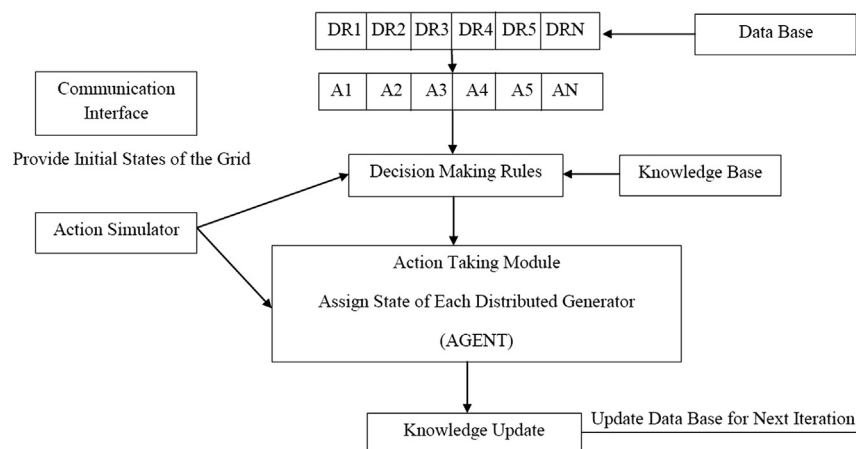 DR1 DR2 DR3 DR4 DR5 DRN
Data Base
A1 A2 A3 A4 A5 AN
Communication
Interface
Provide Initial States of the Grid
Decision Making Rules
Knowledge Base
Action Simulator
Action Taking Module
Assign State of Each Distributed Generator
(AGENT)
Knowledge Update
Update Data Base for Next Iteration